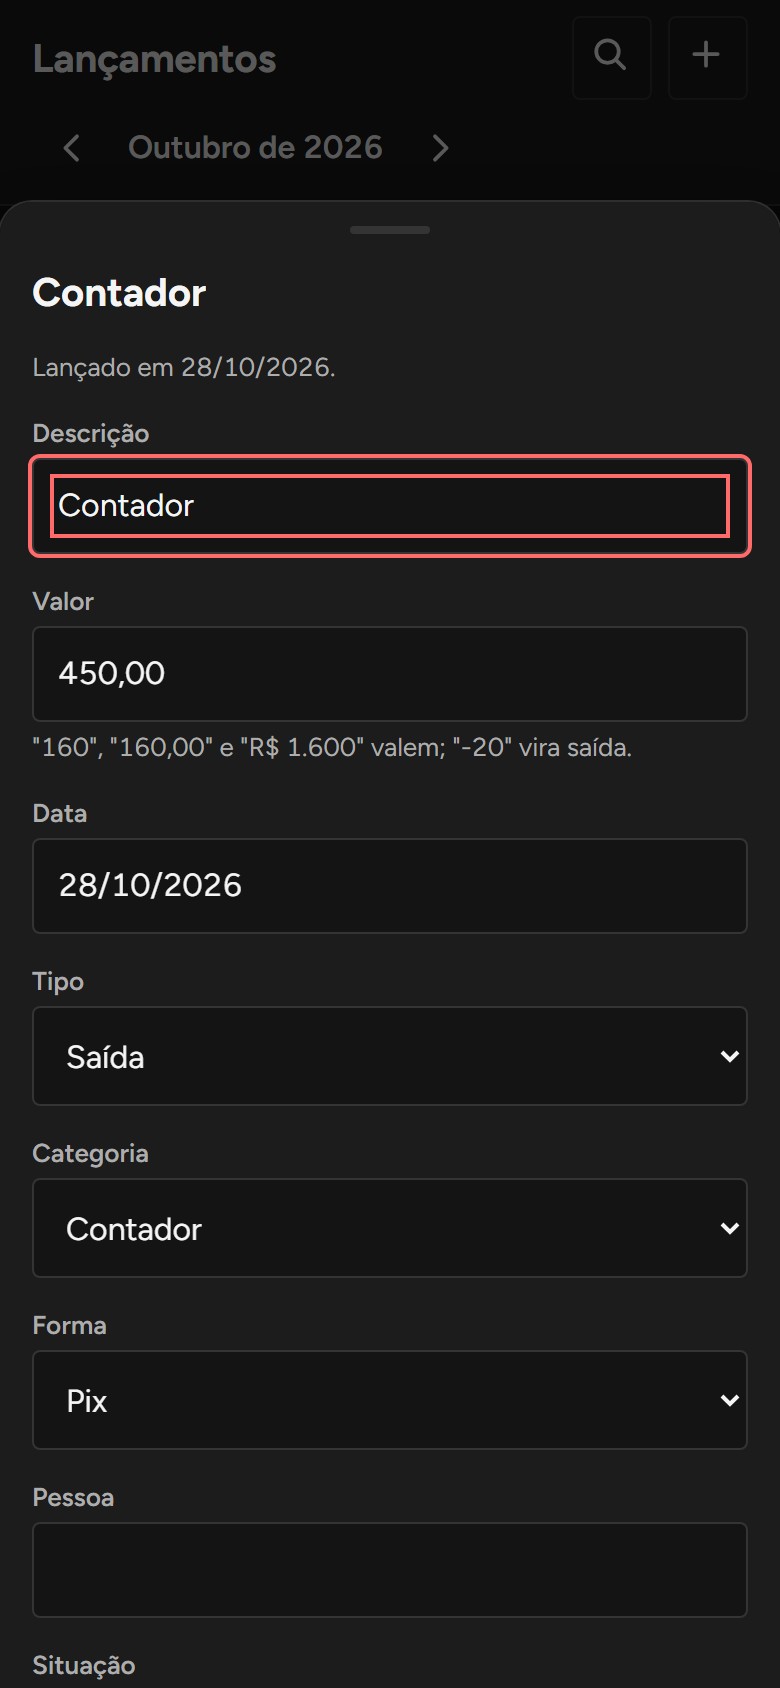 Lançamentos
Outubro de 2026
Contador
Lançado em 28/10/2026.
Descrição
Contador
Valor
450,00
"160", "160,00" e "R$ 1.600" valem; "-20" vira saída.
Data
28/10/2026
Tipo
Saída
Categoria
Contador
Forma
Pix
Pessoa
Situação